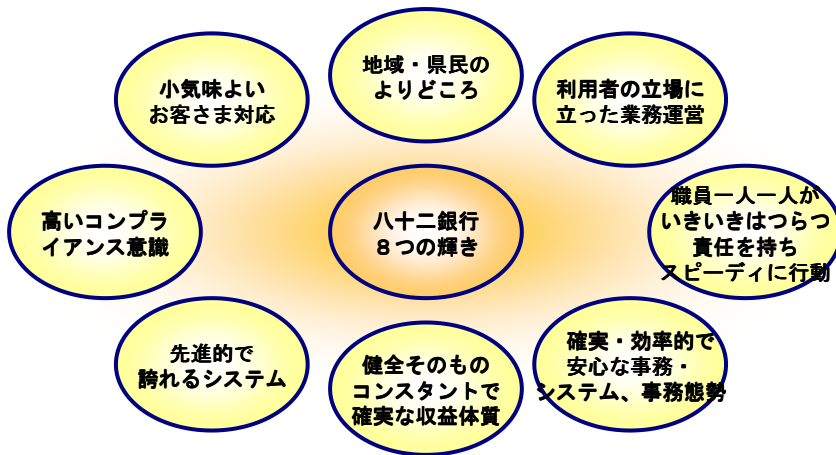 地域・県民の
よりどころ
小気味よい
お客さま対応
利用者の立場に
立った業務運営
高いコンプラ
イアンス意識
八十二銀行
８つの輝き
職員一人一人が
いきいきはつらつ
責任を持ち
スピーディに行動
先進的で
誇れるシステム
健全そのもの
コンスタントで
確実な収益体質
確実・効率的で
安心な事務・
システム、事務態勢